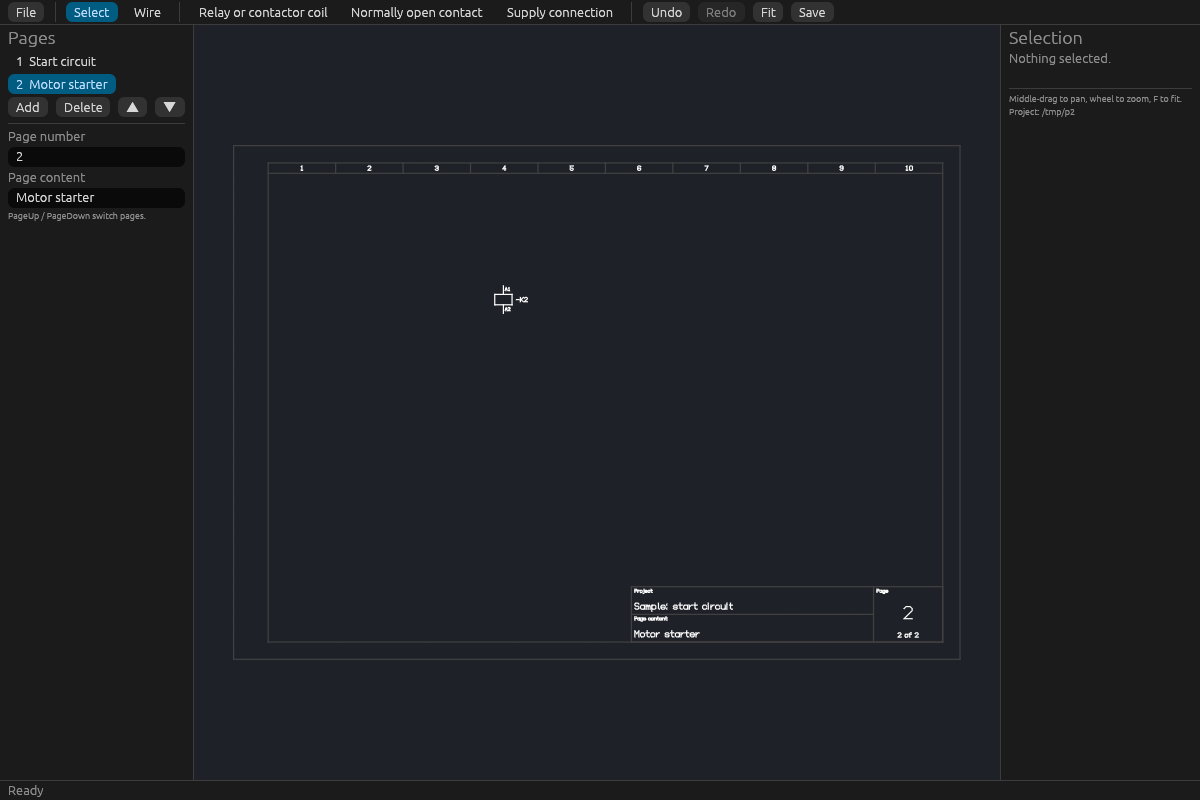 File Select Wire Relay or contactor coil Normally open contact Supply connection Undo Redo Fit Save
Pages
1 Start circuit
2 Motor starter
Add Delete ▲ ▼
Page number
2
Page content
Motor starter
PageUp / PageDown switch pages.
1 2 3 4 5 6 7 8 9 10
A1
-K2
A2
Project
Sample: start circuit
Page content
Motor starter
Page
2
2 of 2
Selection
Nothing selected.
Middle-drag to pan, wheel to zoom, F to fit.
Project: /tmp/p2
Ready